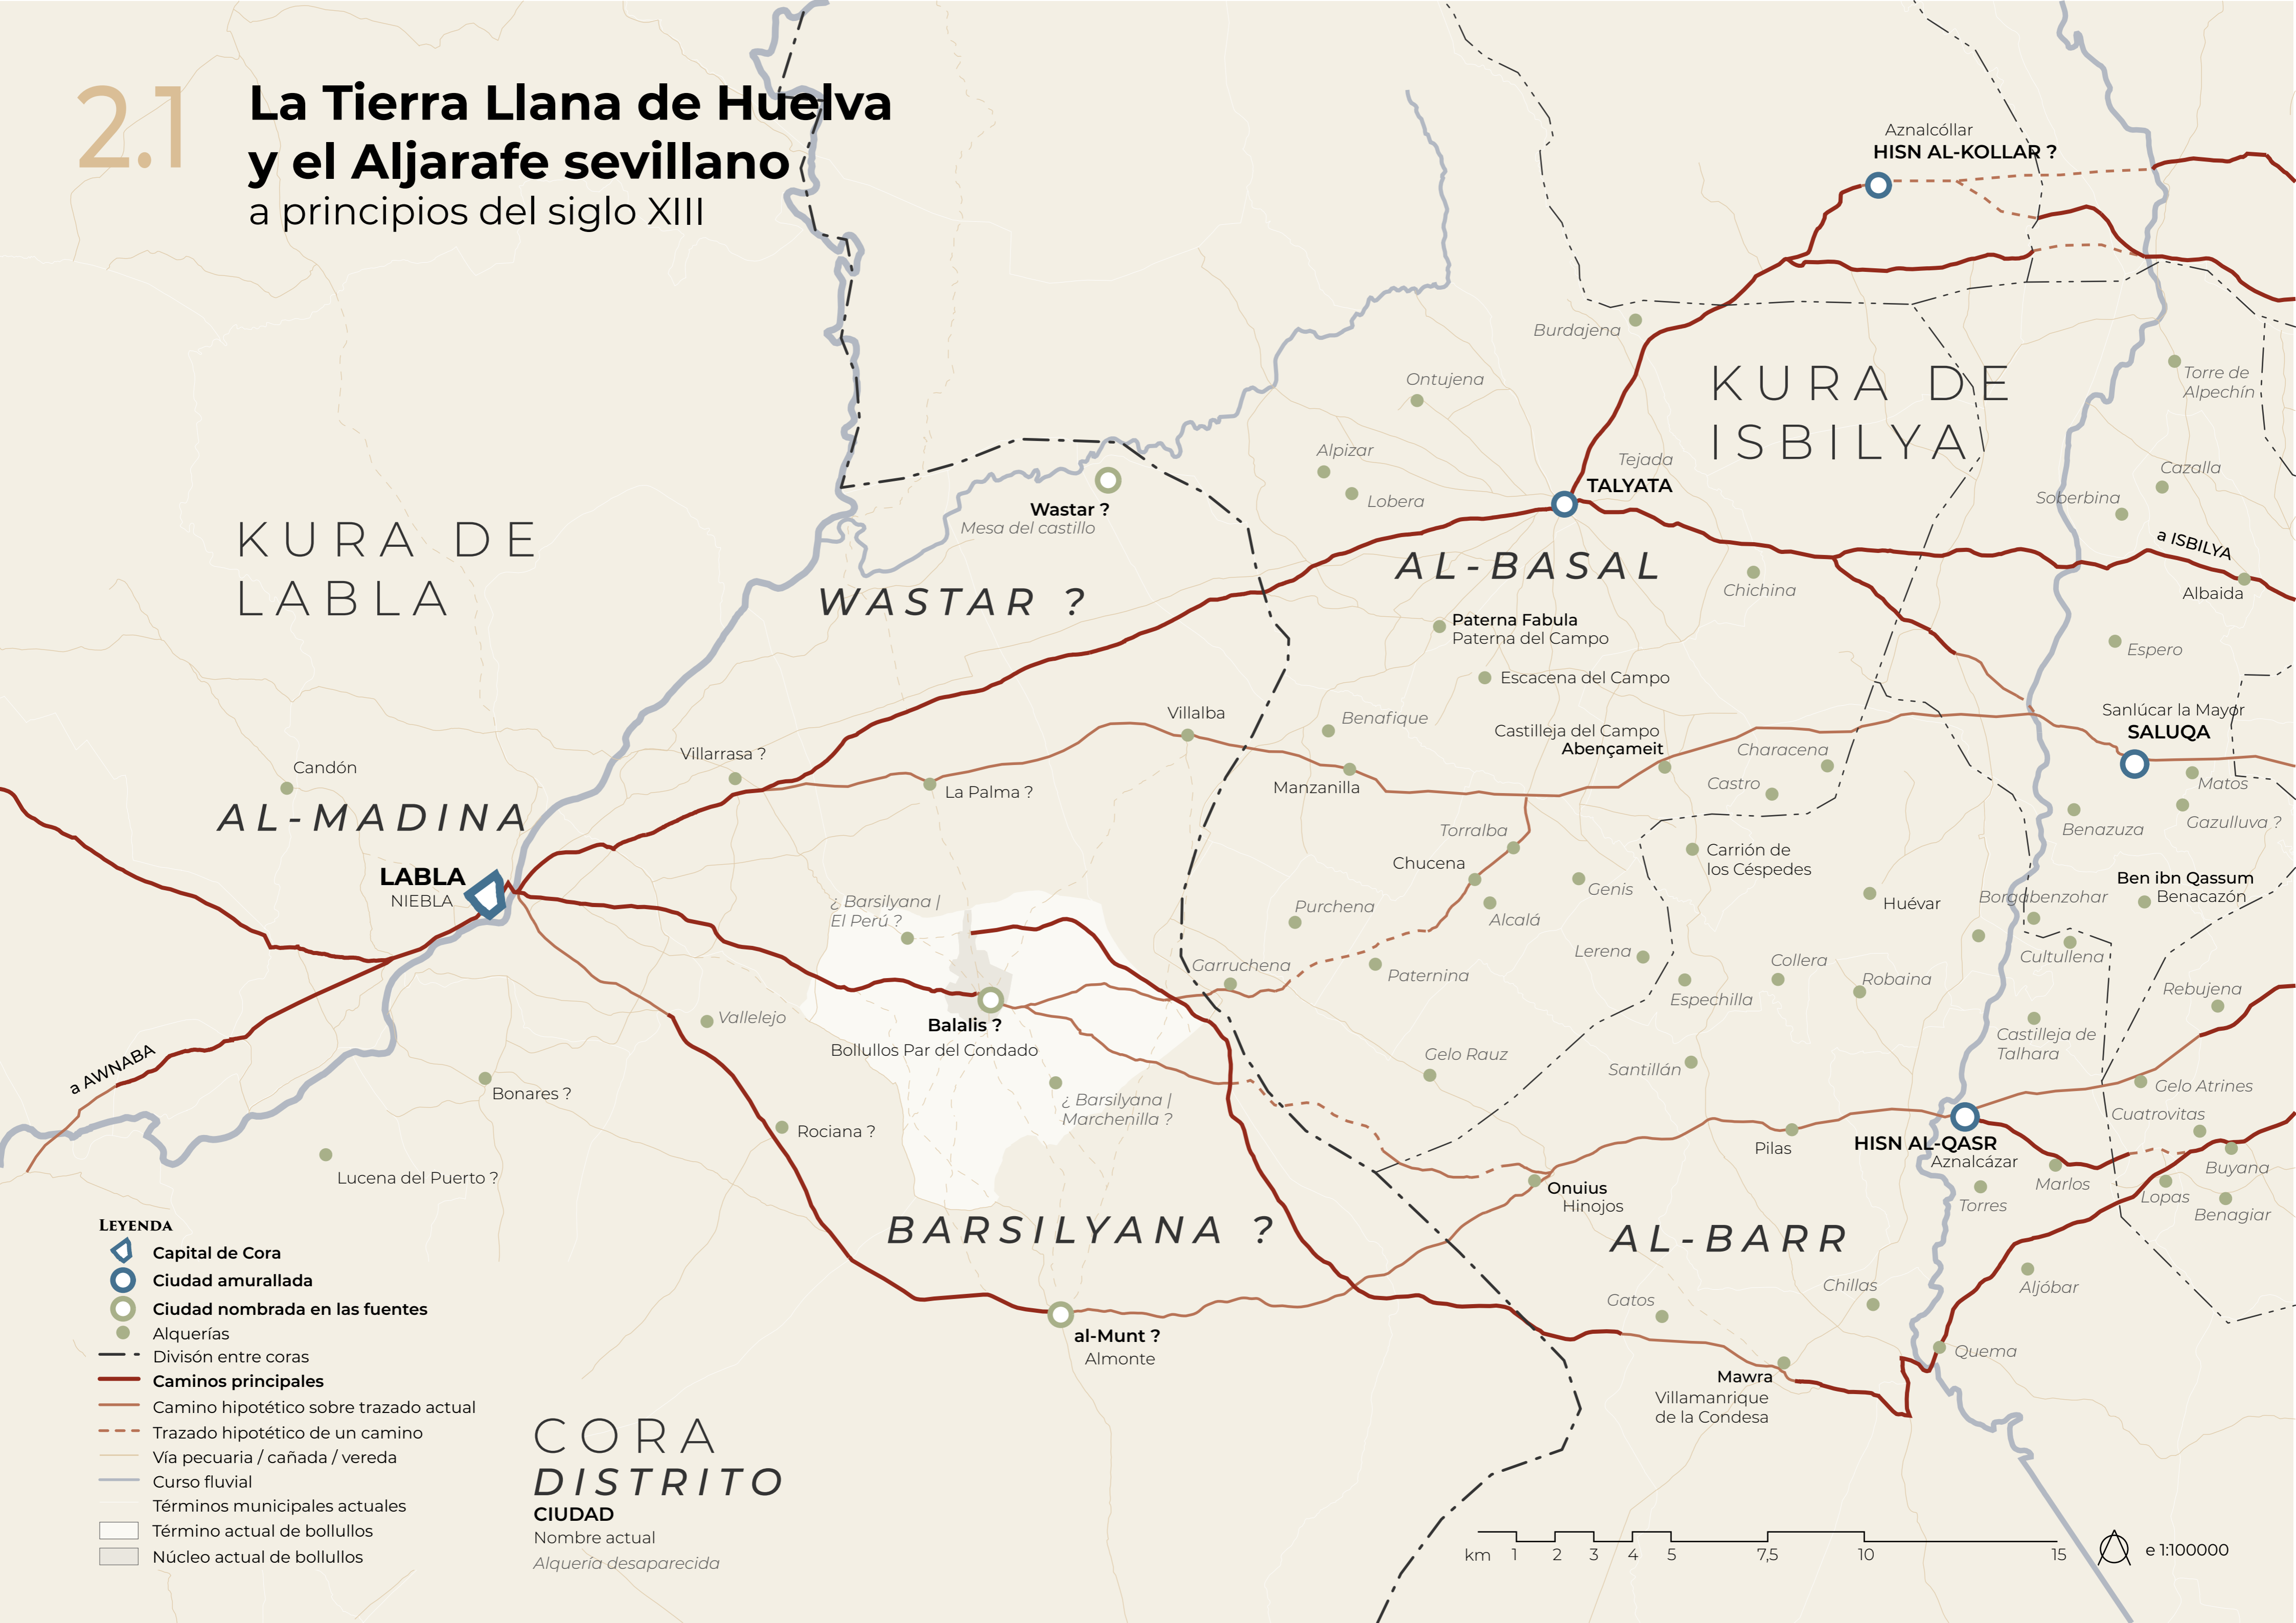 2.1
La Tierra Llana de Huelva
y el Aljarafe sevillano
a principios del siglo XIII
Aznalcóllar
HISN AL-KOLLAR ?
Burdajena
KURA DE
ISBILYA
Torre de
Alpechín
Ontujena
Alpizar
Lobera
Tejada
TALYATA
Cazalla
Soberbina
Wastar ?
Mesa del castillo
KURA DE
LABLA
WASTAR ?
AL-BASAL
a ISBILYA
Albaida
Chichina
Paterna Fabula
Paterna del Campo
Espero
Escacena del Campo
Villalba
Benafique
Castilleja del Campo
Abençameit
Characena
Castro
Sanlúcar la Mayor
SALUQA
Matos
Gazulluva ?
Benazuza
Candón
Villarrasa ?
La Palma ?
Manzanilla
AL-MADINA
Torralba
Chucena
Carrión de
los Céspedes
LABLA
NIEBLA
Genis
Alcalá
Huévar
Ben ibn Qassum
Benacazón
Borgabenzohar
¿ Barsilyana |
El Perú ?
Purchena
Lerena
Cultullena
Garruchena
Paternina
Collera
Robaina
Espechilla
Rebujena
Vallelejo
Balalis ?
Bollullos Par del Condado
Castilleja de
Talhara
a AWNABA
Gelo Rauz
Santillán
Bonares ?
¿ Barsilyana |
Marchenilla ?
Gelo Atrines
Cuatrovitas
Rociana ?
Pilas
HISN AL-QASR
Aznalcázar
Buyana
Lucena del Puerto ?
Onuius
Hinojos
Marlos
Torres
Lopas
Benagiar
BARSILYANA ?
AL-BARR
Chillas
Aljóbar
Gatos
al-Munt ?
Almonte
Quema
Mawra
Villamanrique
de la Condesa
LEYENDA
Capital de Cora
Ciudad amurallada
Ciudad nombrada en las fuentes
Alquerías
Divisón entre coras
Caminos principales
Camino hipotético sobre trazado actual
Trazado hipotético de un camino
Vía pecuaria / cañada / vereda
Curso fluvial
Términos municipales actuales
Término actual de bollullos
Núcleo actual de bollullos
CORA
DISTRITO
CIUDAD
Nombre actual
Alquería desaparecida
km 1 2 3 4 5 7,5 10 15
e 1:100000